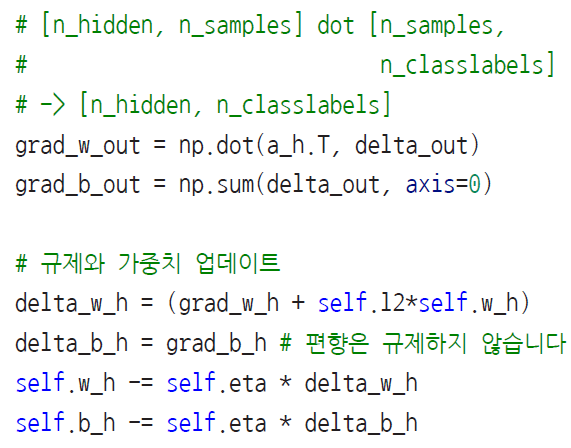 # [n_hidden, n_samples] dot [n_samples,
#                            n_classlabels]
# -> [n_hidden, n_classlabels]
grad_w_out = np.dot(a_h.T, delta_out)
grad_b_out = np.sum(delta_out, axis=0)

# 규제와 가중치 업데이트
delta_w_h = (grad_w_h + self.l2*self.w_h)
delta_b_h = grad_b_h # 편향은 규제하지 않습니다
self.w_h -= self.eta * delta_w_h
self.b_h -= self.eta * delta_b_h